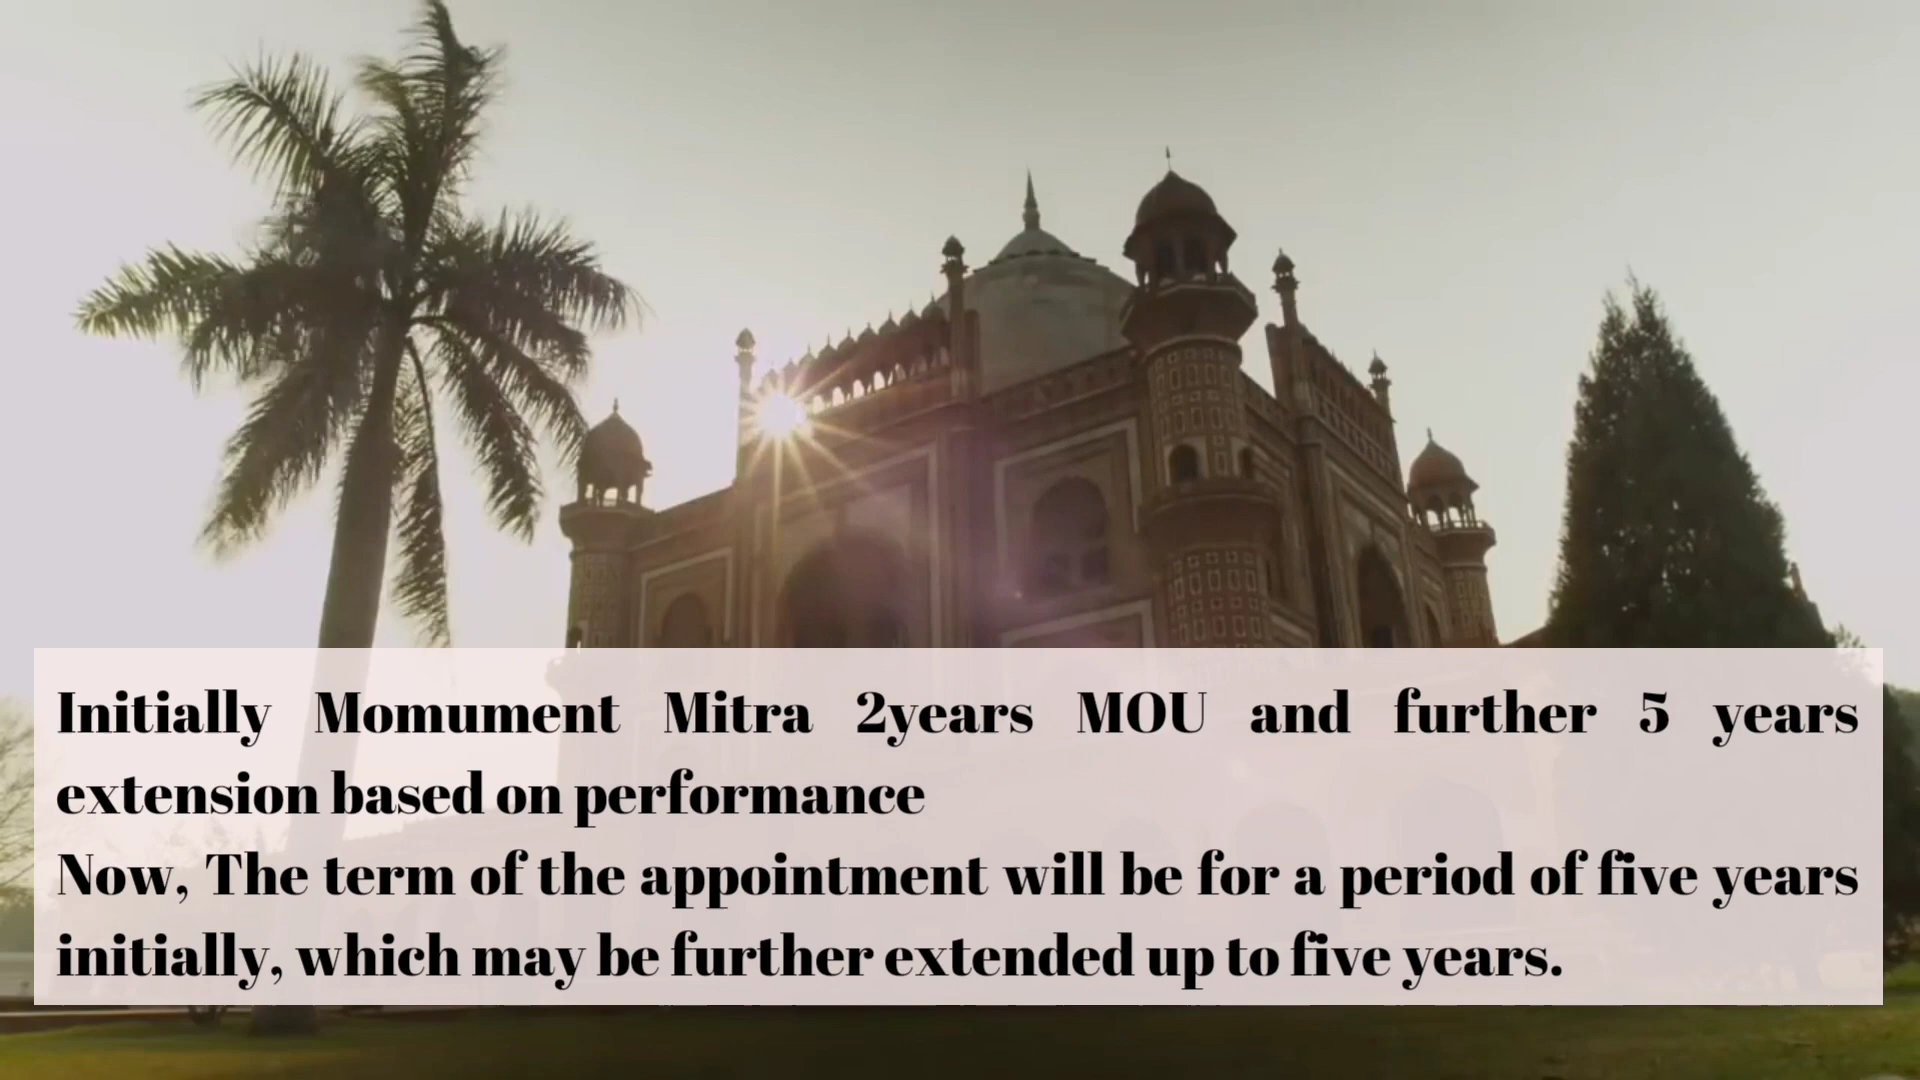 Initially Momument Mitra 2years MOU and further 5 years
extension based on performance
Now, The term of the appointment will be for a period of five years
initially, which may be further extended up to five years.